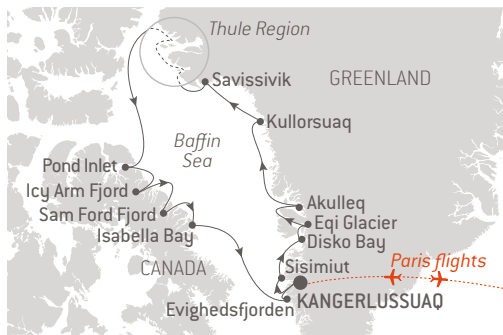 Thule Region
Savissivik
GREENLAND
Kullorsuaq
Baffin
Sea
Pond Inlet
Icy Arm Fjord
Sam Ford Fjord
Isabella Bay
Akulleq
Eqi Glacier
Disko Bay
CANADA
Sisimiut
Paris flights
Evighedsfjorden
KANGERLUSSUAQ